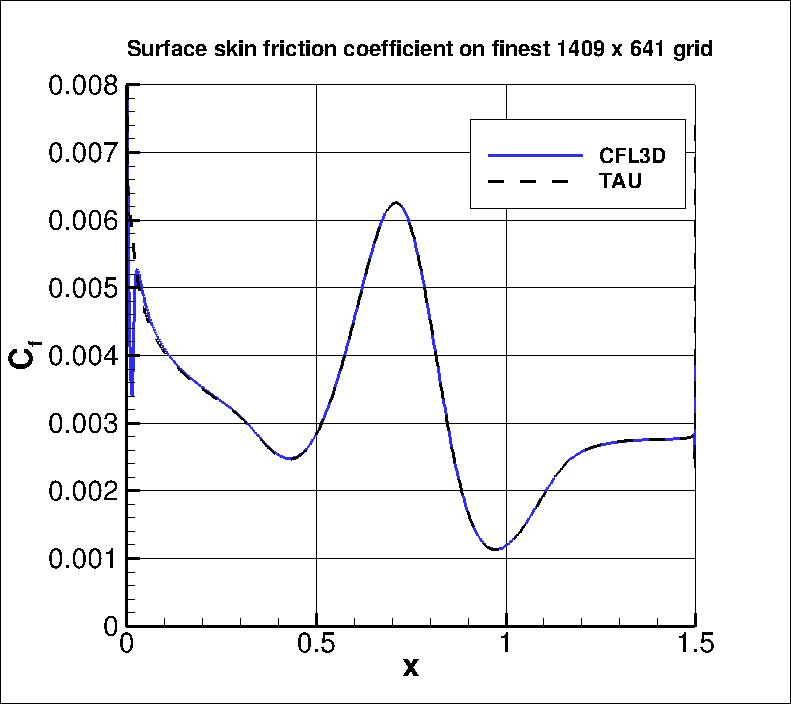 Surface skin friction coefficient on finest 1409 x 641 grid
0.008
0.007
CFL3D
TAU
0.006
0.005
0.004
Cf
0.003
0.002
0.001
0
0 0.5 1 1.5
x